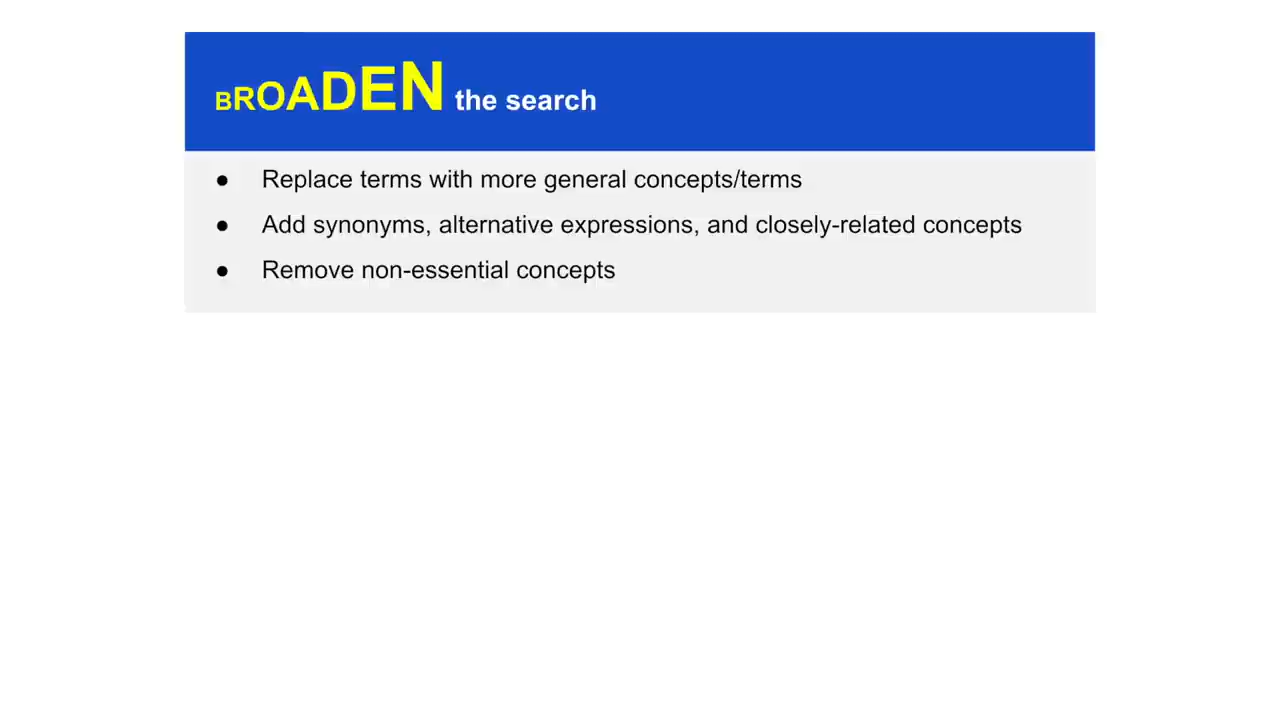 BROADEN the search
● Replace terms with more general concepts/terms
● Add synonyms, alternative expressions, and closely-related concepts
● Remove non-essential concepts